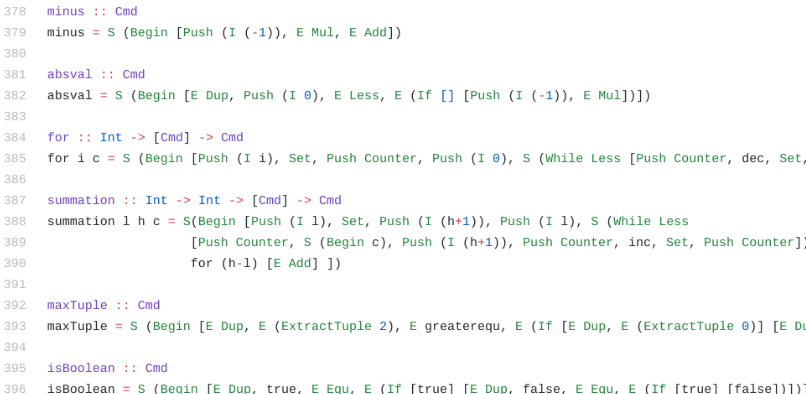 378 minus :: Cmd
379 minus = S (Begin [Push (I (-1)), E Mul, E Add])
380
381 absval :: Cmd
382 absval = S (Begin [E Dup, Push (I 0), E Less, E (If [] [Push (I (-1)), E Mul])])
383
384 for :: Int -> [Cmd] -> Cmd
385 for i c = S (Begin [Push (I i), Set, Push Counter, Push (I 0), S (While Less [Push Counter, dec, Set,
386
387 summation :: Int -> Int -> [Cmd] -> Cmd
388 summation l h c = S(Begin [Push (I l), Set, Push (I (h+1)), Push (I l), S (While Less
389 [Push Counter, S (Begin c), Push (I (h+1)), Push Counter, inc, Set, Push Counter])
390 for (h-l) [E Add] ])
391
392 maxTuple :: Cmd
393 maxTuple = S (Begin [E Dup, E (ExtractTuple 2), E greaterequ, E (If [E Dup, E (ExtractTuple 0)] [E Du
394
395 isBoolean :: Cmd
396 isBoolean = S (Begin [E Dup, true, E Equ, E (If [true] [E Dup, false, E Equ, E (If [true] [false])])]